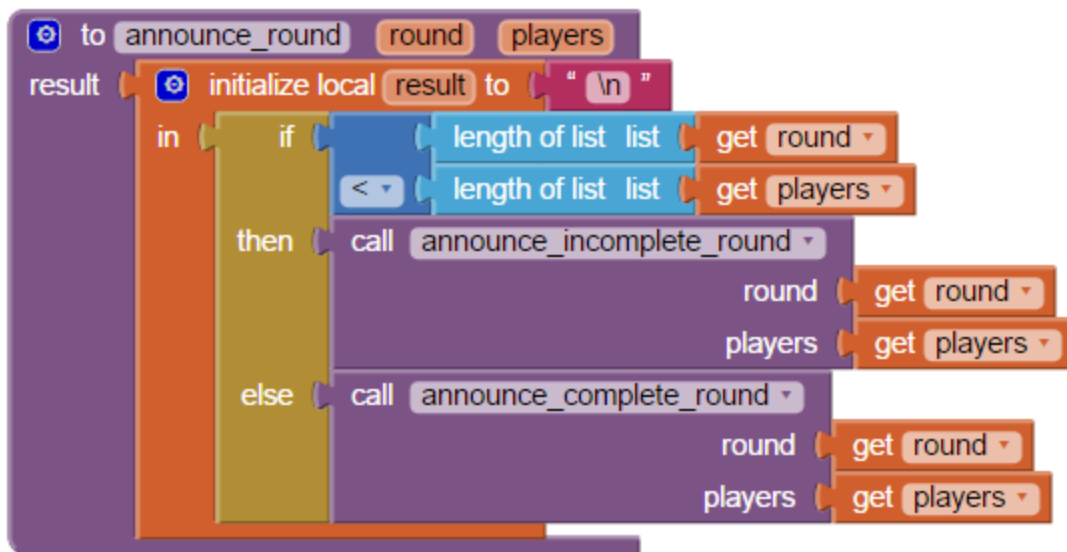 to announce_round round players
result initialize local result to " \n "
in if length of list list get round
< length of list list get players
then call announce_incomplete_round
round get round
players get players
else call announce_complete_round
round get round
players get players